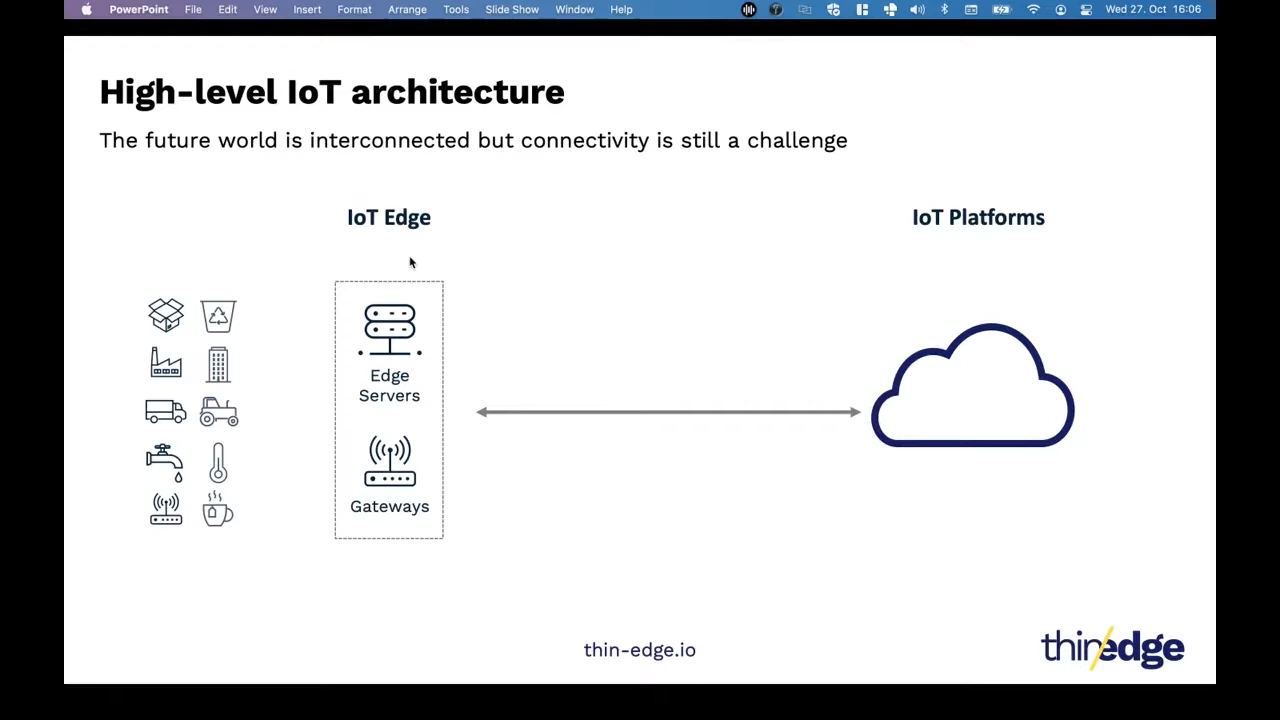 PowerPoint File Edit View Insert Format Arrange Tools Slide Show Window Help Wed 27. Oct 16:06
High-level IoT architecture
The future world is interconnected but connectivity is still a challenge
IoT Edge
IoT Platforms
Edge
Servers
Gateways
thin-edge.io
thin/edge